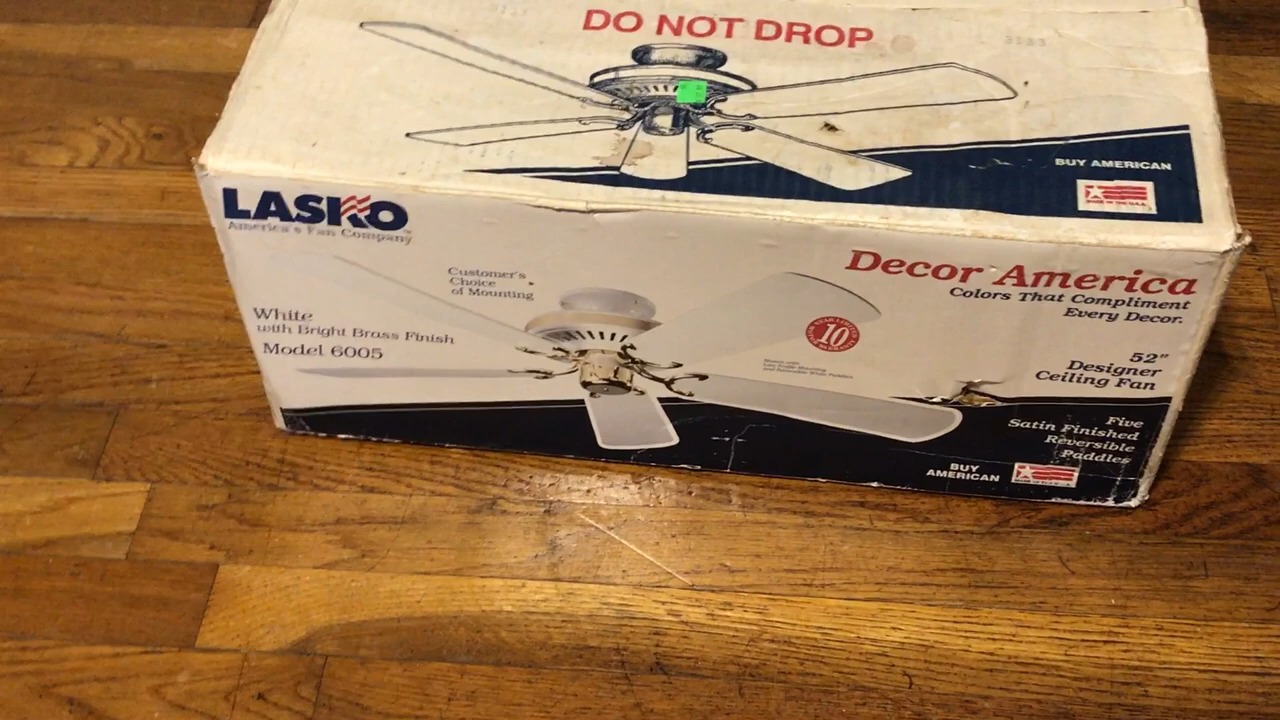 DO NOT DROP
3133
BUY AMERICAN
LASKO
America's Fan Company
Customer's
Choice
of Mounting
White
with Bright Brass Finish
Model 6005
Decor America
Colors That Compliment
Every Decor.
10
52"
Designer
Ceiling Fan
Five
Satin Finished
Reversible
Paddles
BUY
AMERICAN